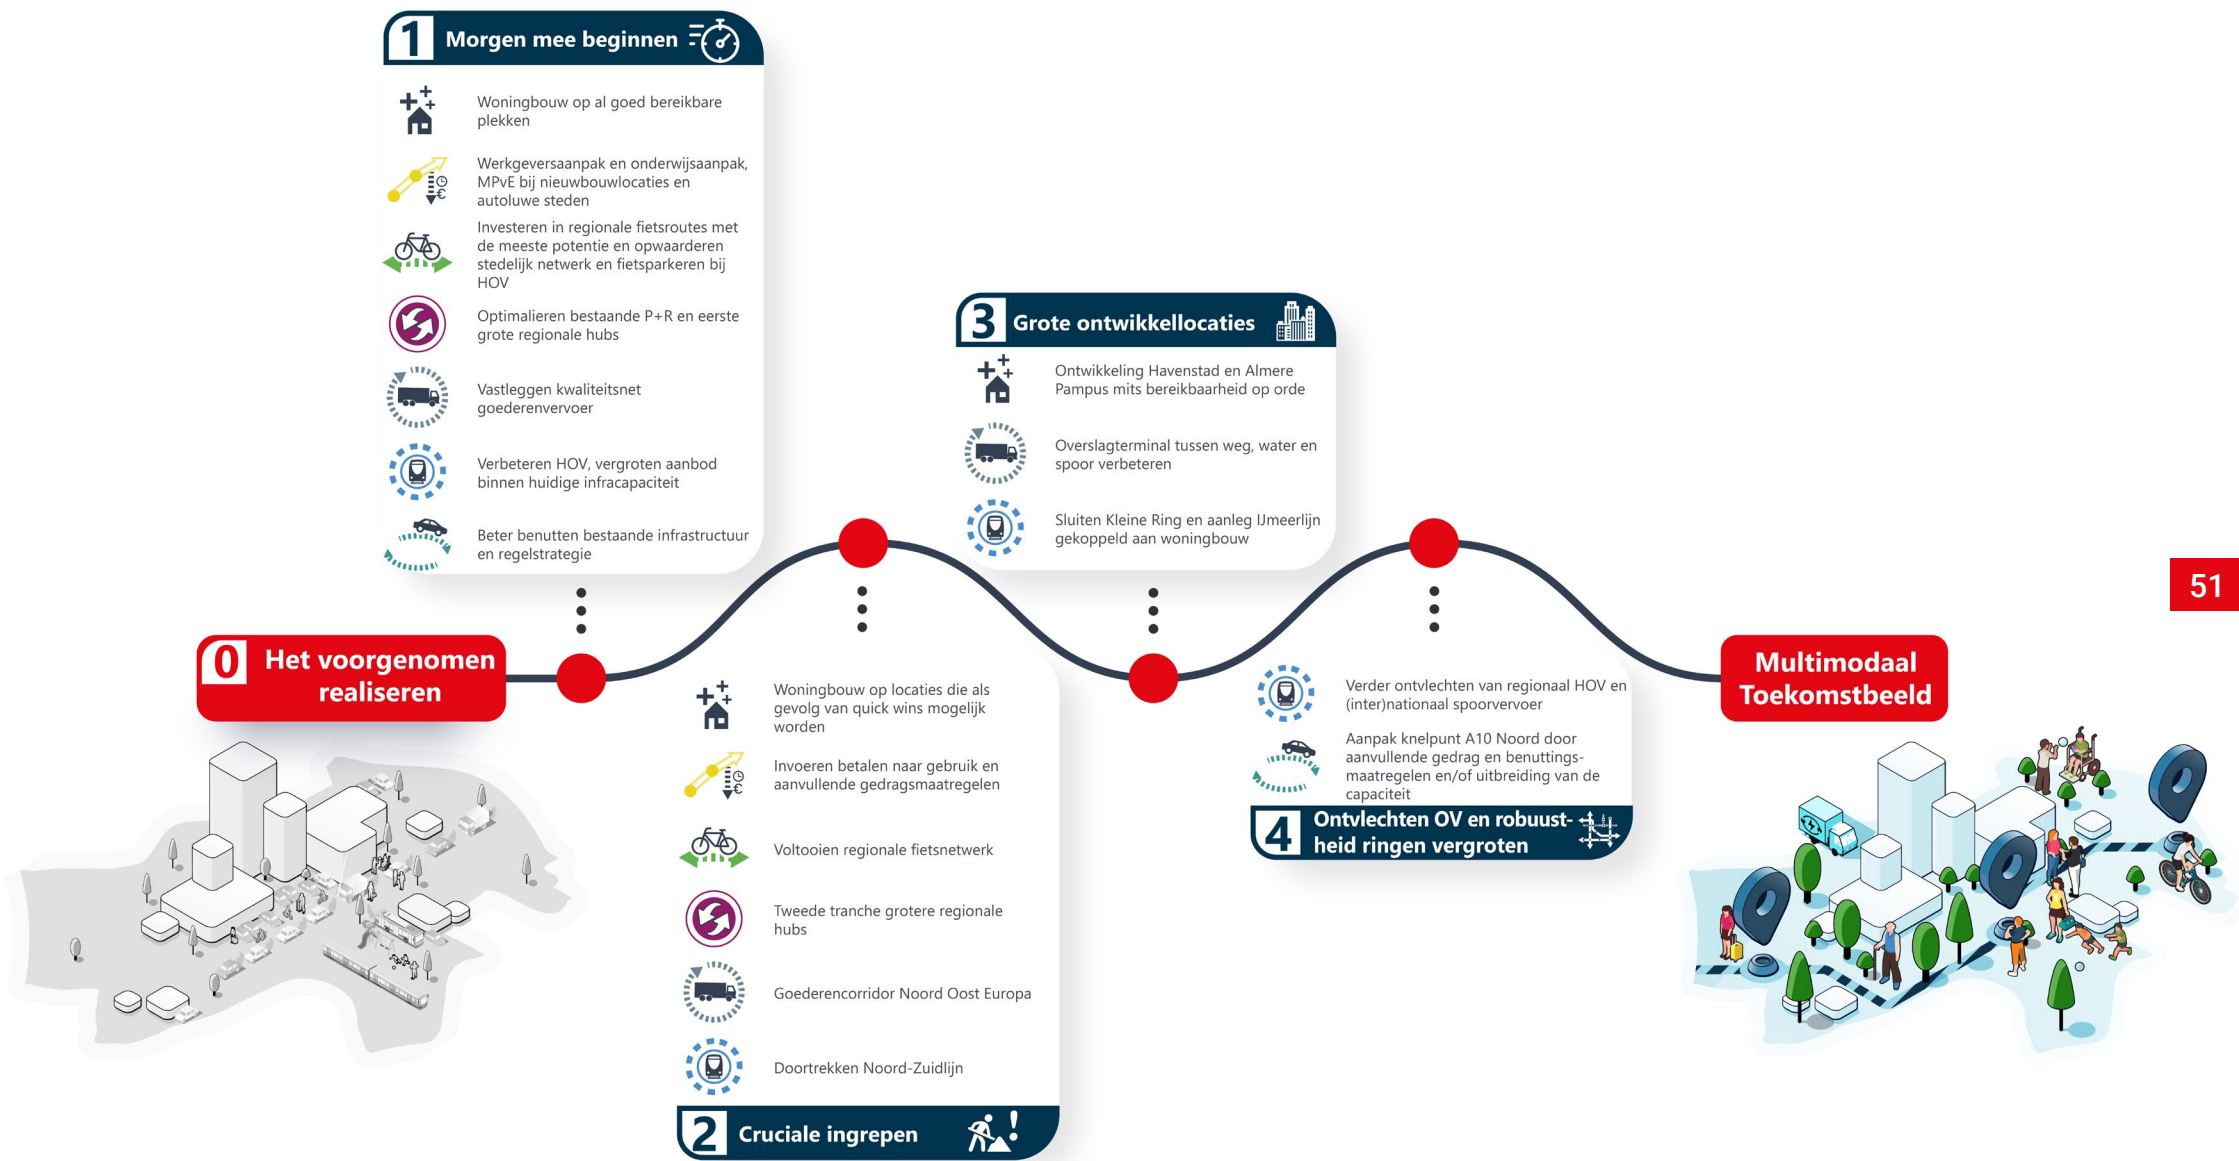 1 Morgen mee beginnen
Woningbouw op al goed bereikbare
plekken
Werkgeversaanpak en onderwijsaanpak,
MPvE bij nieuwbouwlocaties en
autoluwe steden
Investeren in regionale fietsroutes met
de meeste potentie en opwaarderen
stedelijk netwerk en fietsparkeren bij
HOV
Optimalieren bestaande P+R en eerste
grote regionale hubs
Vastleggen kwaliteitsnet
goederenvervoer
Verbeteren HOV, vergroten aanbod
binnen huidige infracapaciteit
Beter benutten bestaande infrastructuur
en regelstrategie
3 Grote ontwikkellocaties
Ontwikkeling Havenstad en Almere
Pampus mits bereikbaarheid op orde
Overslagterminal tussen weg, water en
spoor verbeteren
Sluiten Kleine Ring en aanleg IJmeerlijn
gekoppeld aan woningbouw
51
0 Het voorgenomen
realiseren
Woningbouw op locaties die als
gevolg van quick wins mogelijk
worden
Invoeren betalen naar gebruik en
aanvullende gedragsmaatregelen
Voltooien regionale fietsnetwerk
Tweede tranche grotere regionale
hubs
Goederencorridor Noord Oost Europa
Doortrekken Noord-Zuidlijn
2 Cruciale ingrepen
Verder ontvlechten van regionaal HOV en
(inter)nationaal spoorvervoer
Aanpak knelpunt A10 Noord door
aanvullende gedrag en benuttings-
maatregelen en/of uitbreiding van de
capaciteit
4 Ontvlechten OV en robuust-
heid ringen vergroten
Multimodaal
Toekomstbeeld